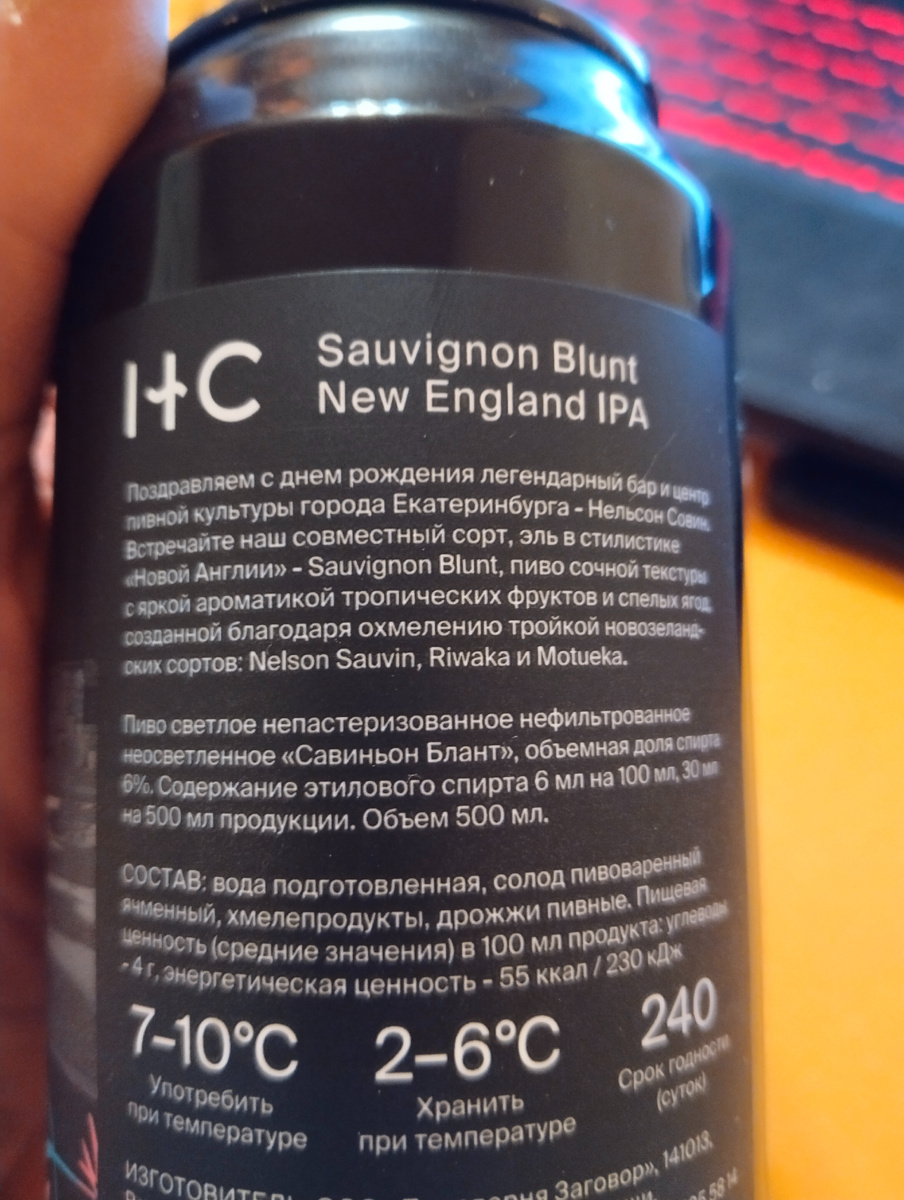 Sauvignon Blunt
New England IPA
Поздравляем с днем рождения легендарный бар и центр
пивной культуры города Екатеринбурга - Нельсон Совин.
Встречайте наш совместный сорт, эль в стилистике
«Новой Англии» - Sauvignon Blunt, пиво сочной текстуры
с яркой ароматикой тропических фруктов и спелых ягод,
созданной благодаря охмелению тройкой новозеланд-
ских сортов: Nelson Sauvin, Riwaka и Motueka.
Пиво светлое непастеризованное нефильтрованное
неосветленное «Савиньон Блант», объемная доля спирта
6%. Содержание этилового спирта 6 мл на 100 мл, 30 мл
на 500 мл продукции. Объем 500 мл.
СОСТАВ: вода подготовленная, солод пивоваренный
ячменный, хмелепродукты, дрожжи пивные. Пищевая
ценность (средние значения) в 100 мл продукта: углеводы
- 4 г, энергетическая ценность - 55 ккал / 230 кДж
7-10°C
Употребить
при температуре
2-6°C
Хранить
при температуре
240
Срок годности
(суток)
Заговор», 141013,